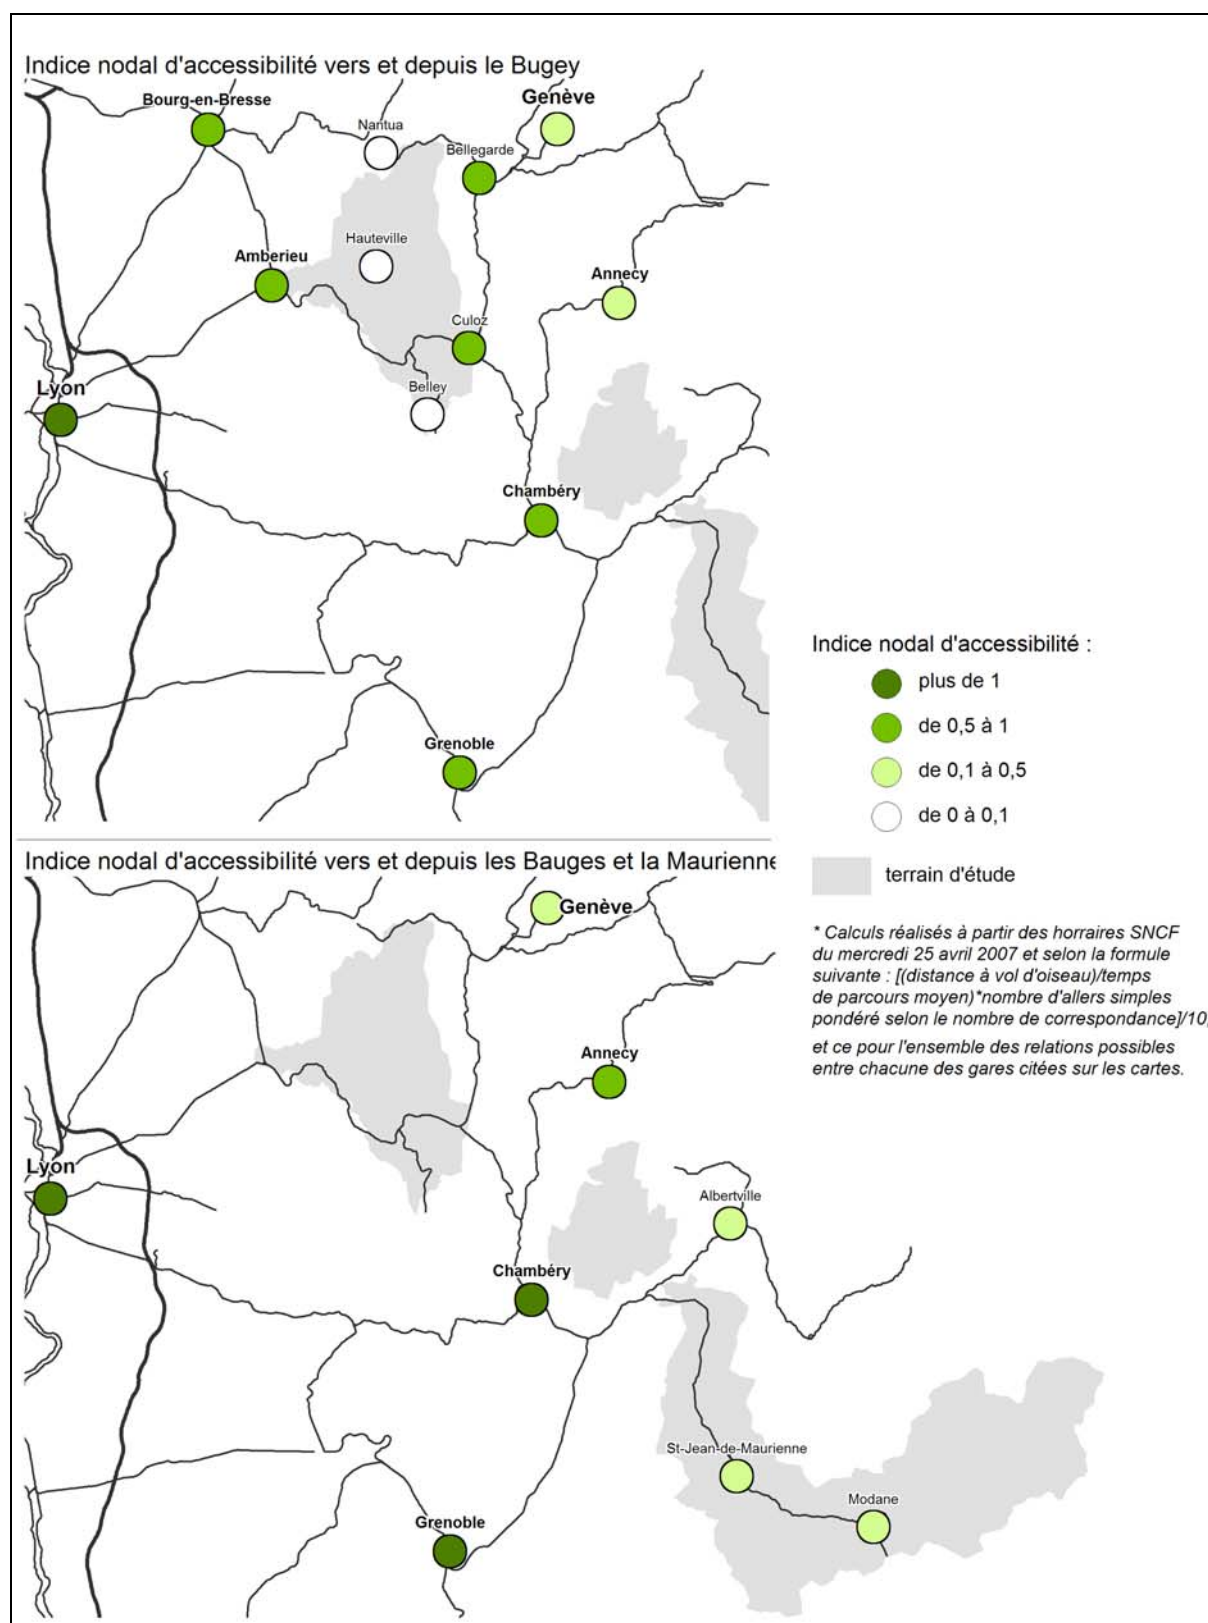 Indice nodal d'accessibilité vers et depuis le Bugey
Bourg-en-Bresse
Genève
Nantua
Bellegarde
Hauteville
Amberieu
Annecy
Culoz
Lyon
Belley
Chambéry
Grenoble
Indice nodal d'accessibilité :
plus de 1
de 0,5 à 1
de 0,1 à 0,5
de 0 à 0,1
terrain d'étude
* Calculs réalisés à partir des horraires SNCF
du mercredi 25 avril 2007 et selon la formule
suivante : [(distance à vol d'oiseau)/temps
de parcours moyen)*nombre d'allers simples
pondéré selon le nombre de correspondance]/10,
et ce pour l'ensemble des relations possibles
entre chacune des gares citées sur les cartes.
Indice nodal d'accessibilité vers et depuis les Bauges et la Maurienne
Genève
Annecy
Lyon
Albertville
Chambéry
St-Jean-de-Maurienne
Modane
Grenoble